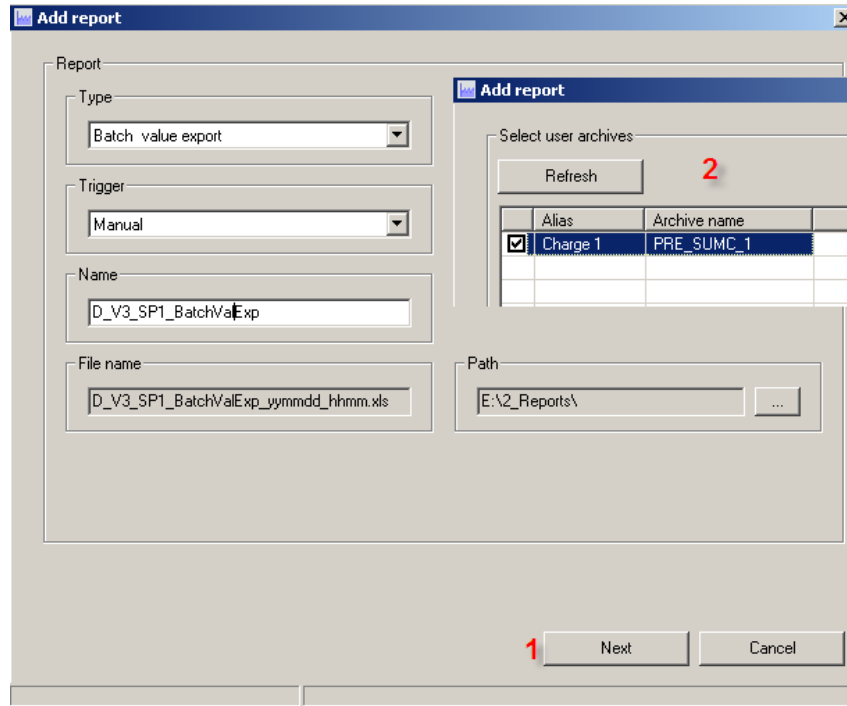 Add report
Report
Type
Batch value export
Trigger
Manual
Name
D_V3_SP1_BatchValExp
File name
D_V3_SP1_BatchValExp_yymmdd_hhmm.xls
Add report
Select user archives
Refresh
2
Alias Archive name
Charge 1 PRE_SUMC_1
Path
E:\2_Reports\
...
1
Next
Cancel